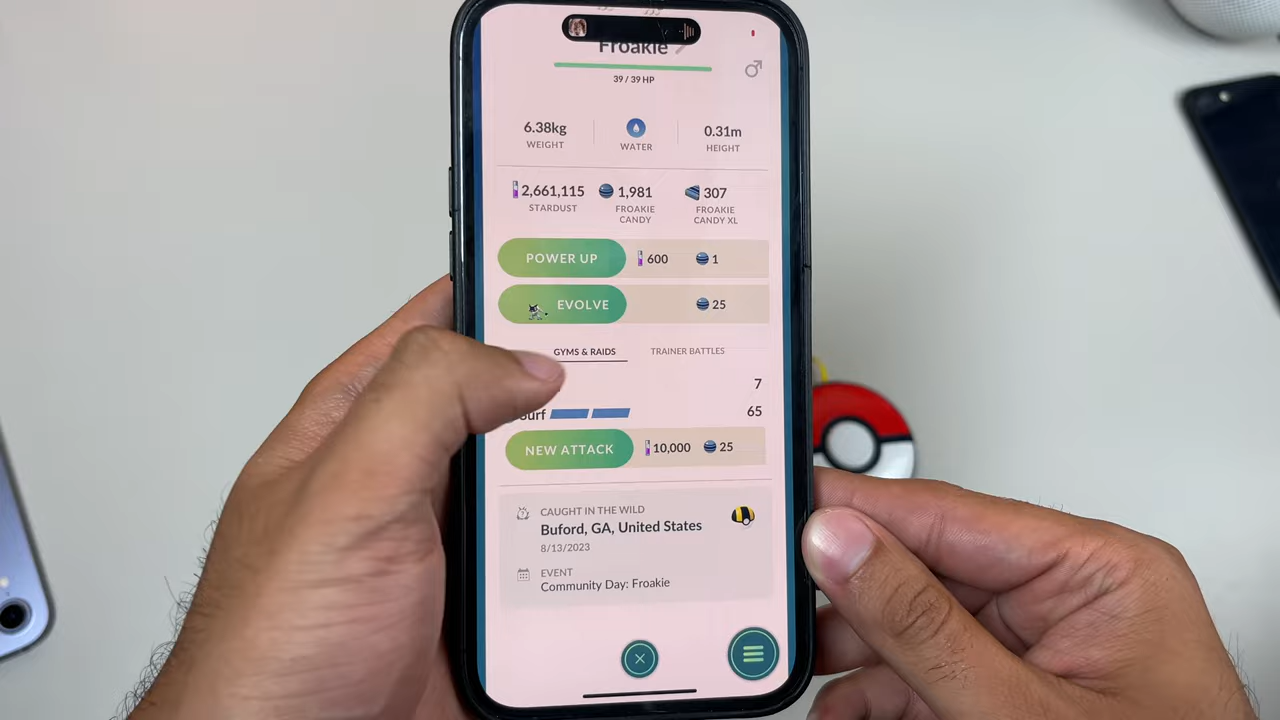 Froakie
39 / 39 HP
6.38kg
WEIGHT
WATER
0.31m
HEIGHT
2,661,115
STARDUST
1,981
FROAKIE
CANDY
307
FROAKIE
CANDY XL
POWER UP 600 1
EVOLVE 25
GYMS & RAIDS TRAINER BATTLES
7
Surf 65
NEW ATTACK 10,000 25
CAUGHT IN THE WILD
Buford, GA, United States
8/13/2023
EVENT
Community Day: Froakie